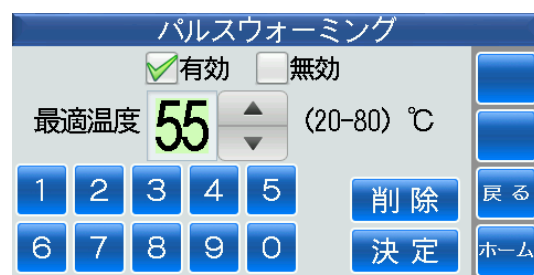 パルスウォーミング
有効 無効
最適温度 55 (20-80) ℃
1 2 3 4 5 削除 戻る
6 7 8 9 0 決定 ホーム